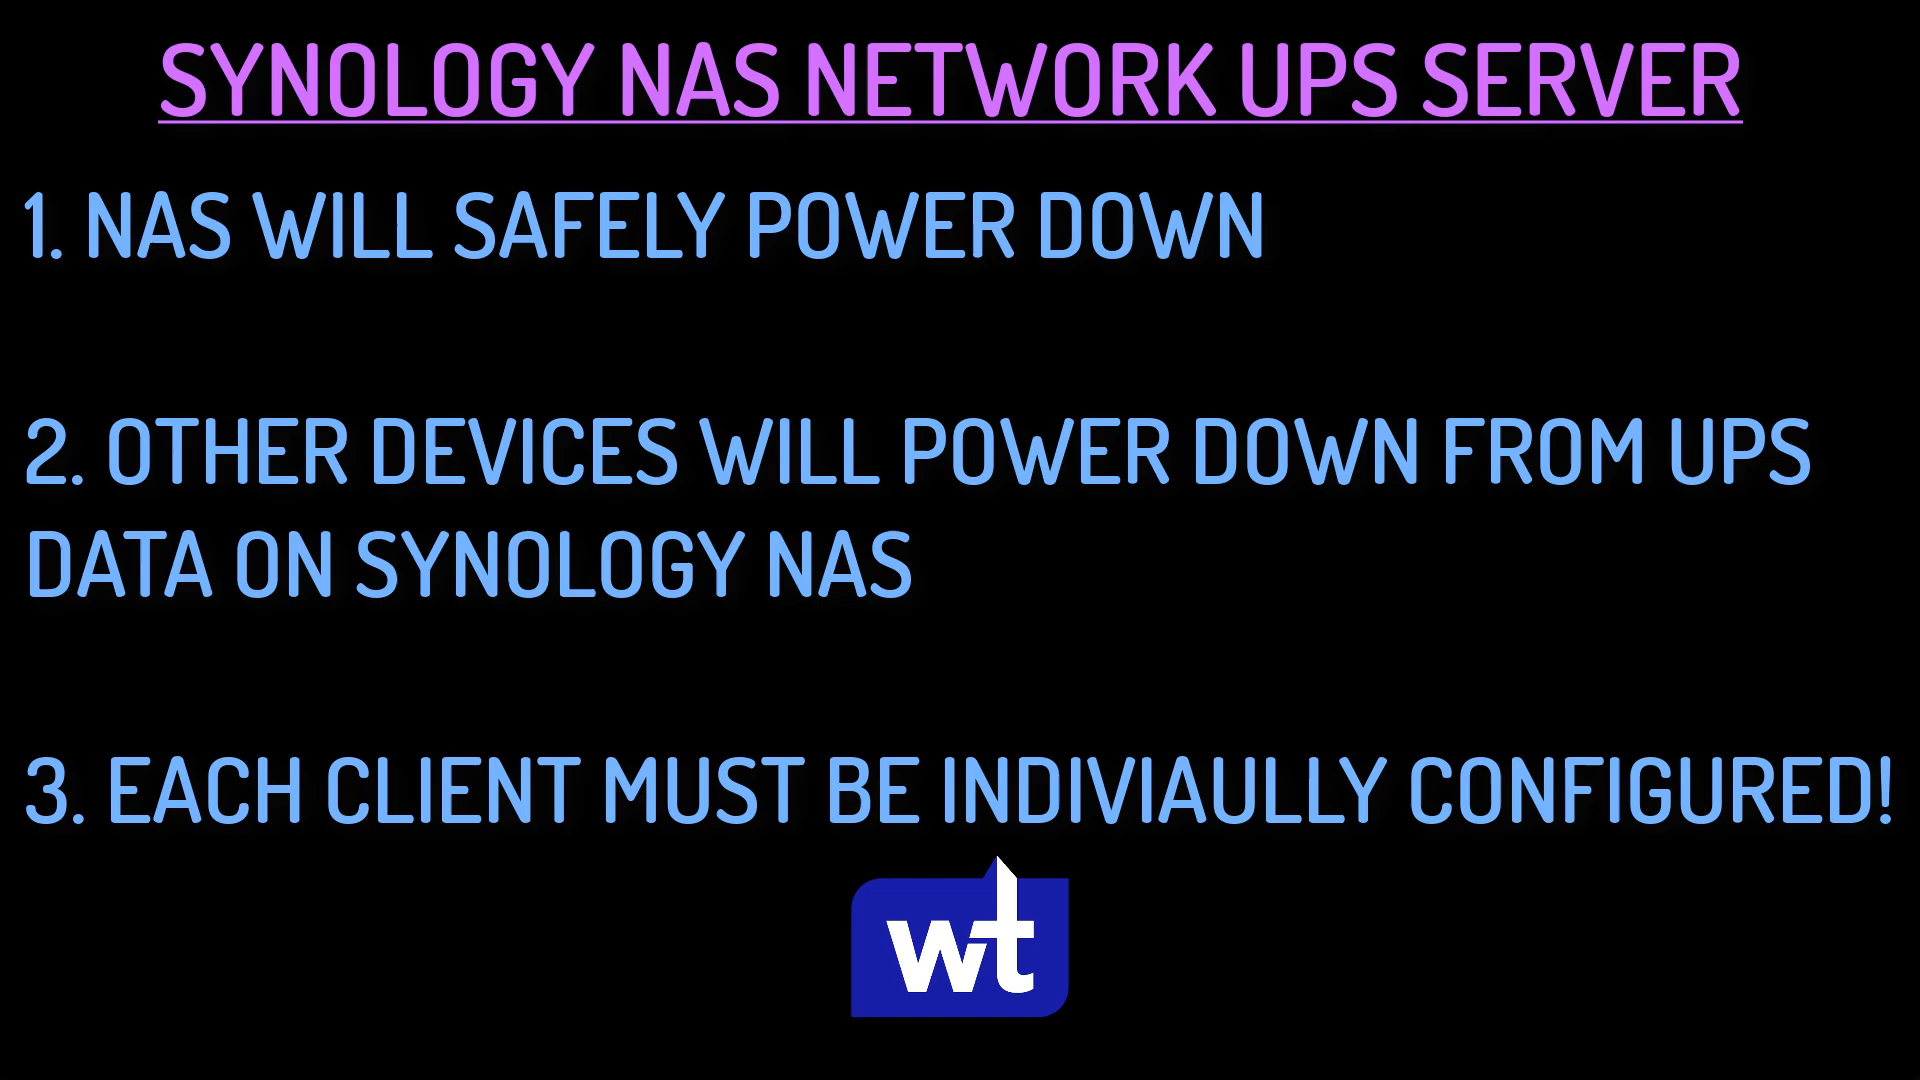 SYNOLOGY NAS NETWORK UPS SERVER
1. NAS WILL SAFELY POWER DOWN
2. OTHER DEVICES WILL POWER DOWN FROM UPS
DATA ON SYNOLOGY NAS
3. EACH CLIENT MUST BE INDIVIAULLY CONFIGURED!
wt